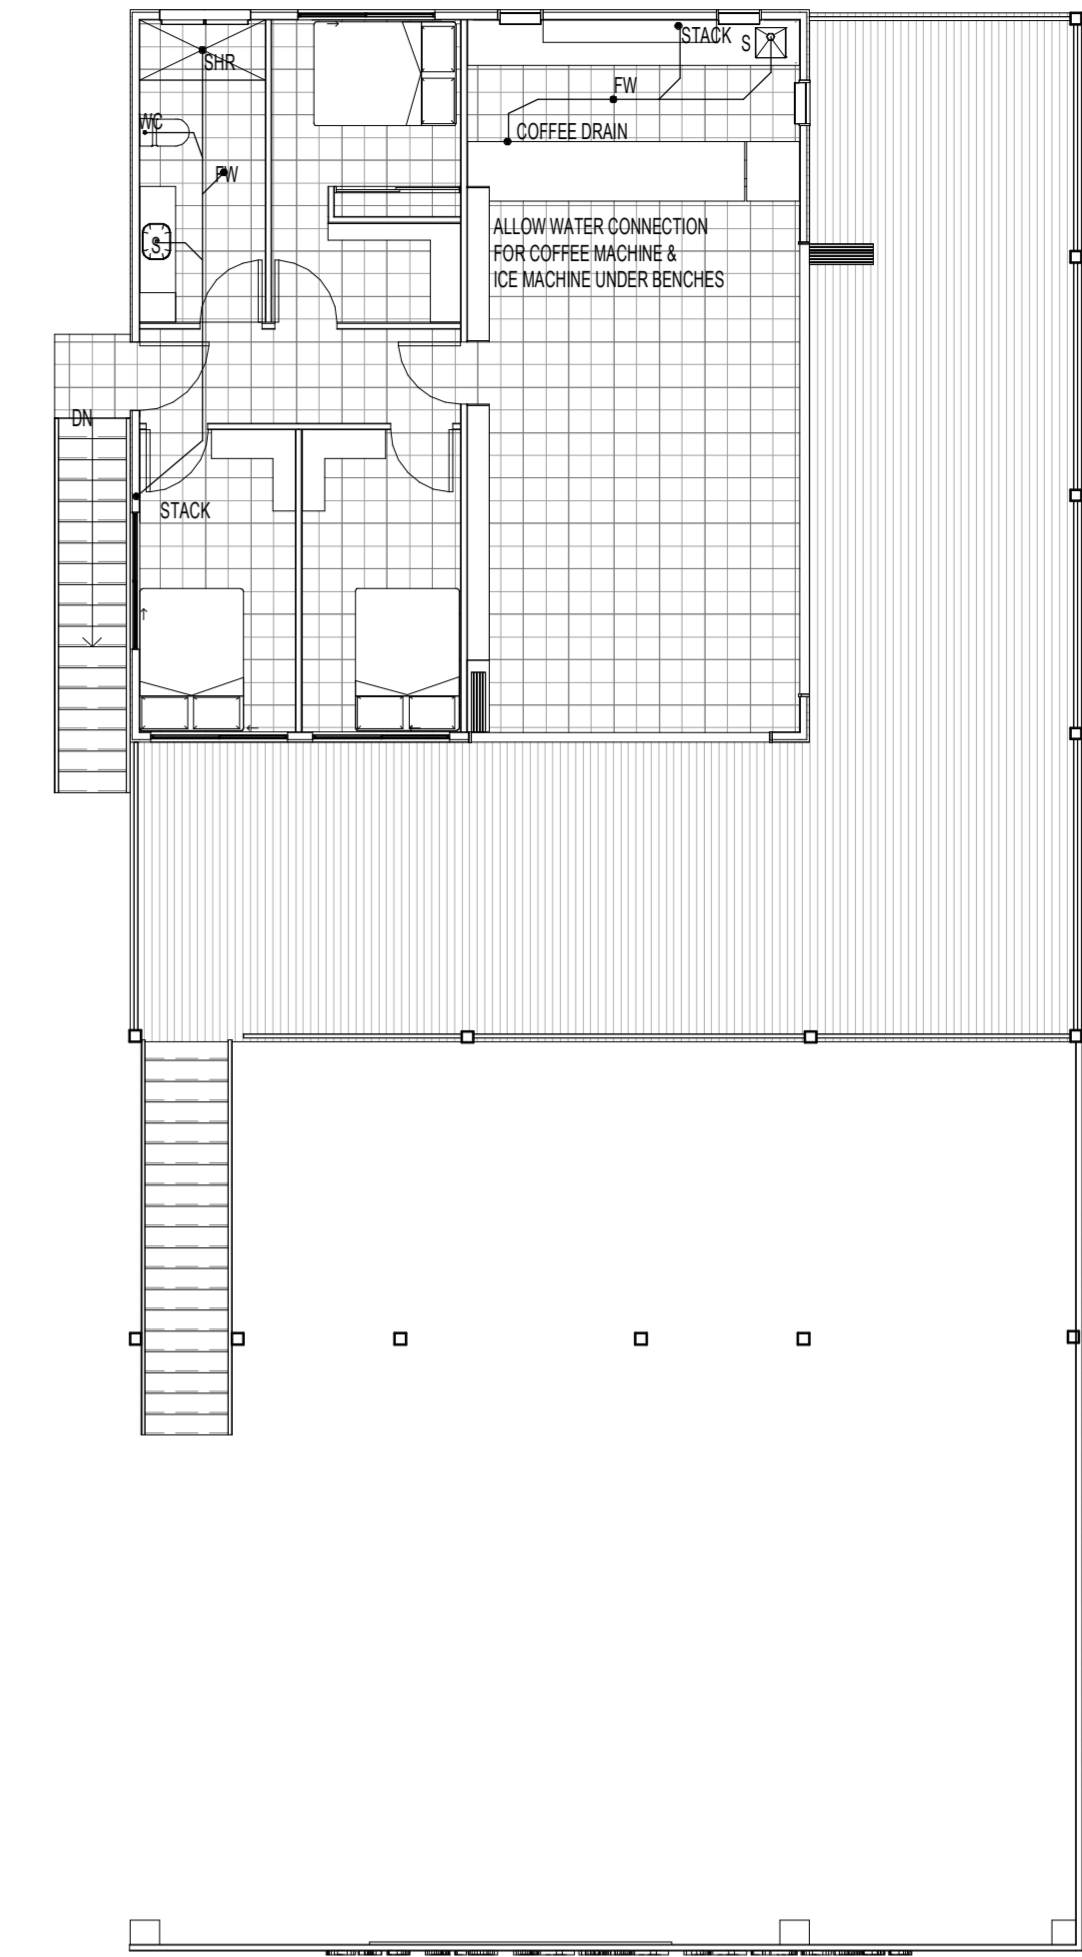 STACK
S
SHR
FW
WC
COFFEE DRAIN
FW
ALLOW WATER CONNECTION
FOR COFFEE MACHINE &
ICE MACHINE UNDER BENCHES
S
DN
STACK